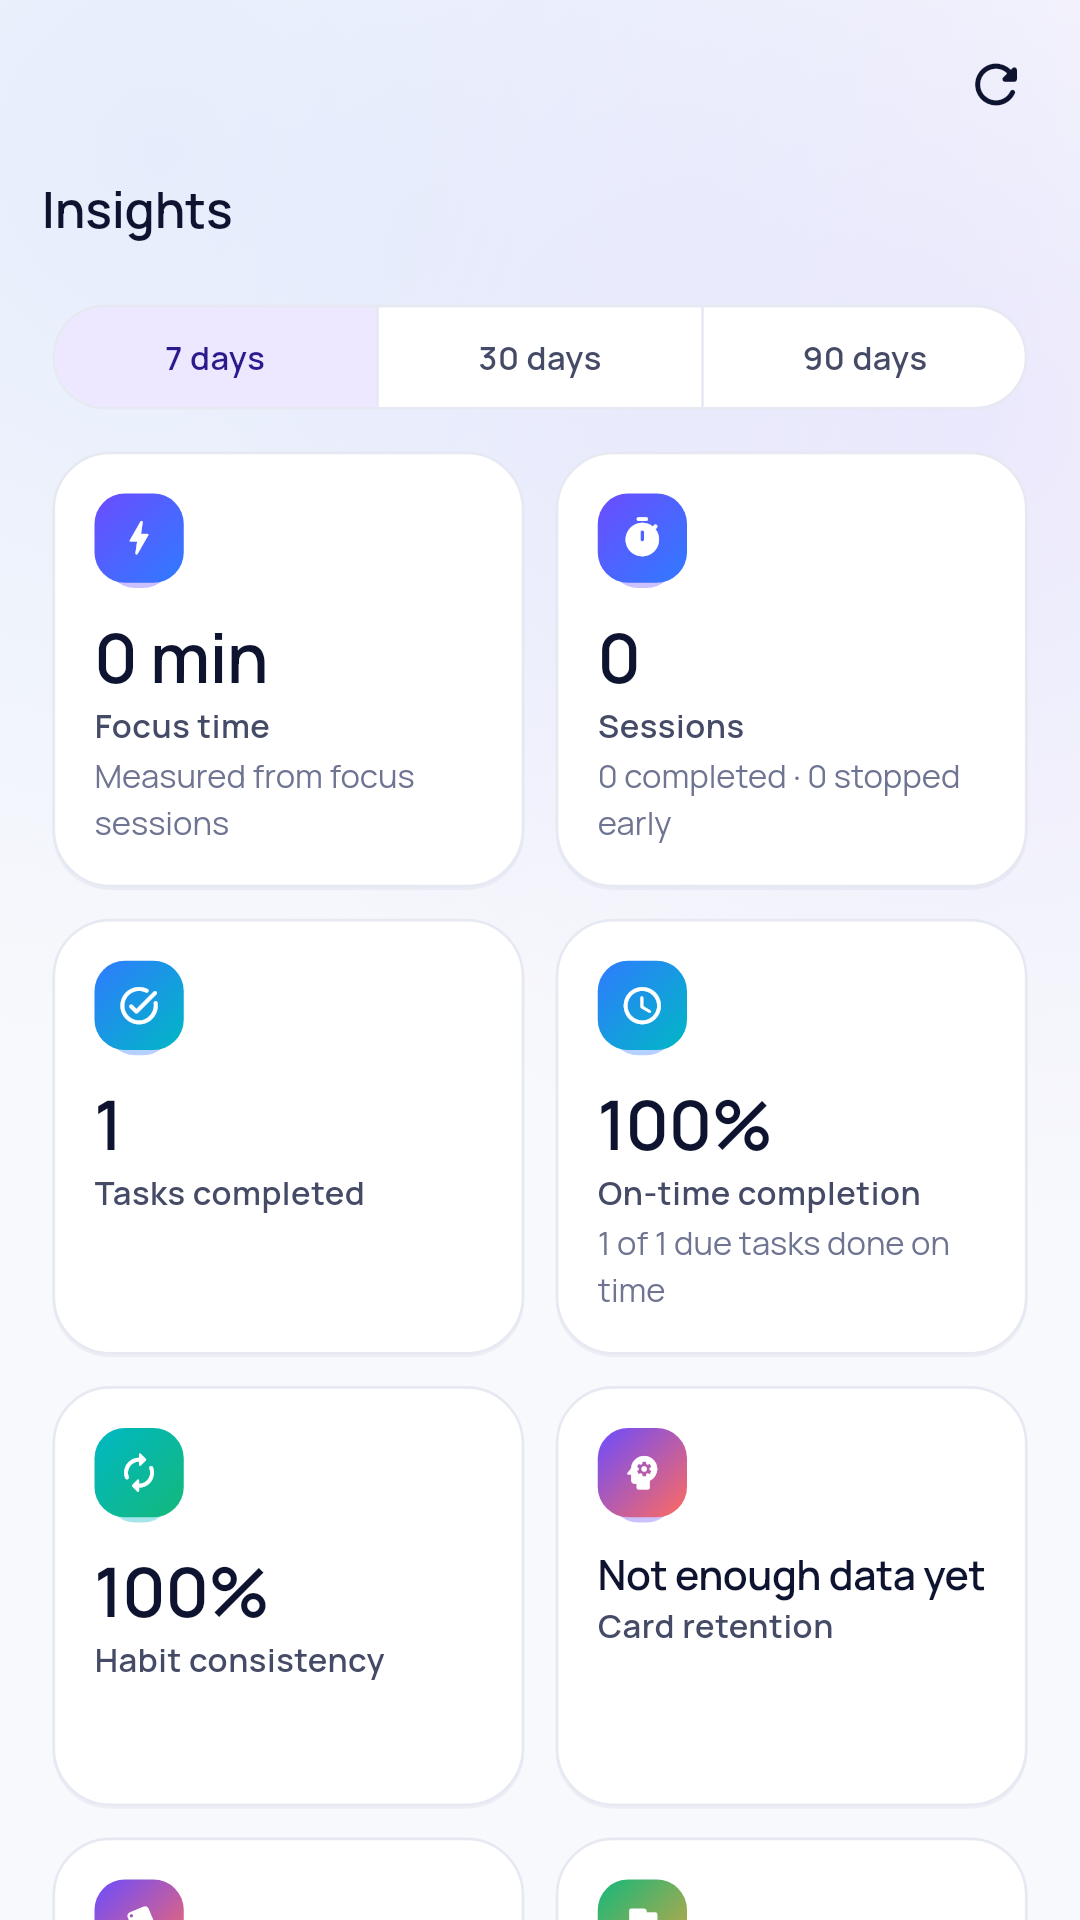 Insights
7 days
30 days
90 days
0 min
Focus time
Measured from focus
sessions
0
Sessions
0 completed · 0 stopped
early
1
Tasks completed
100%
On-time completion
1 of 1 due tasks done on
time
100%
Habit consistency
Not enough data yet
Card retention